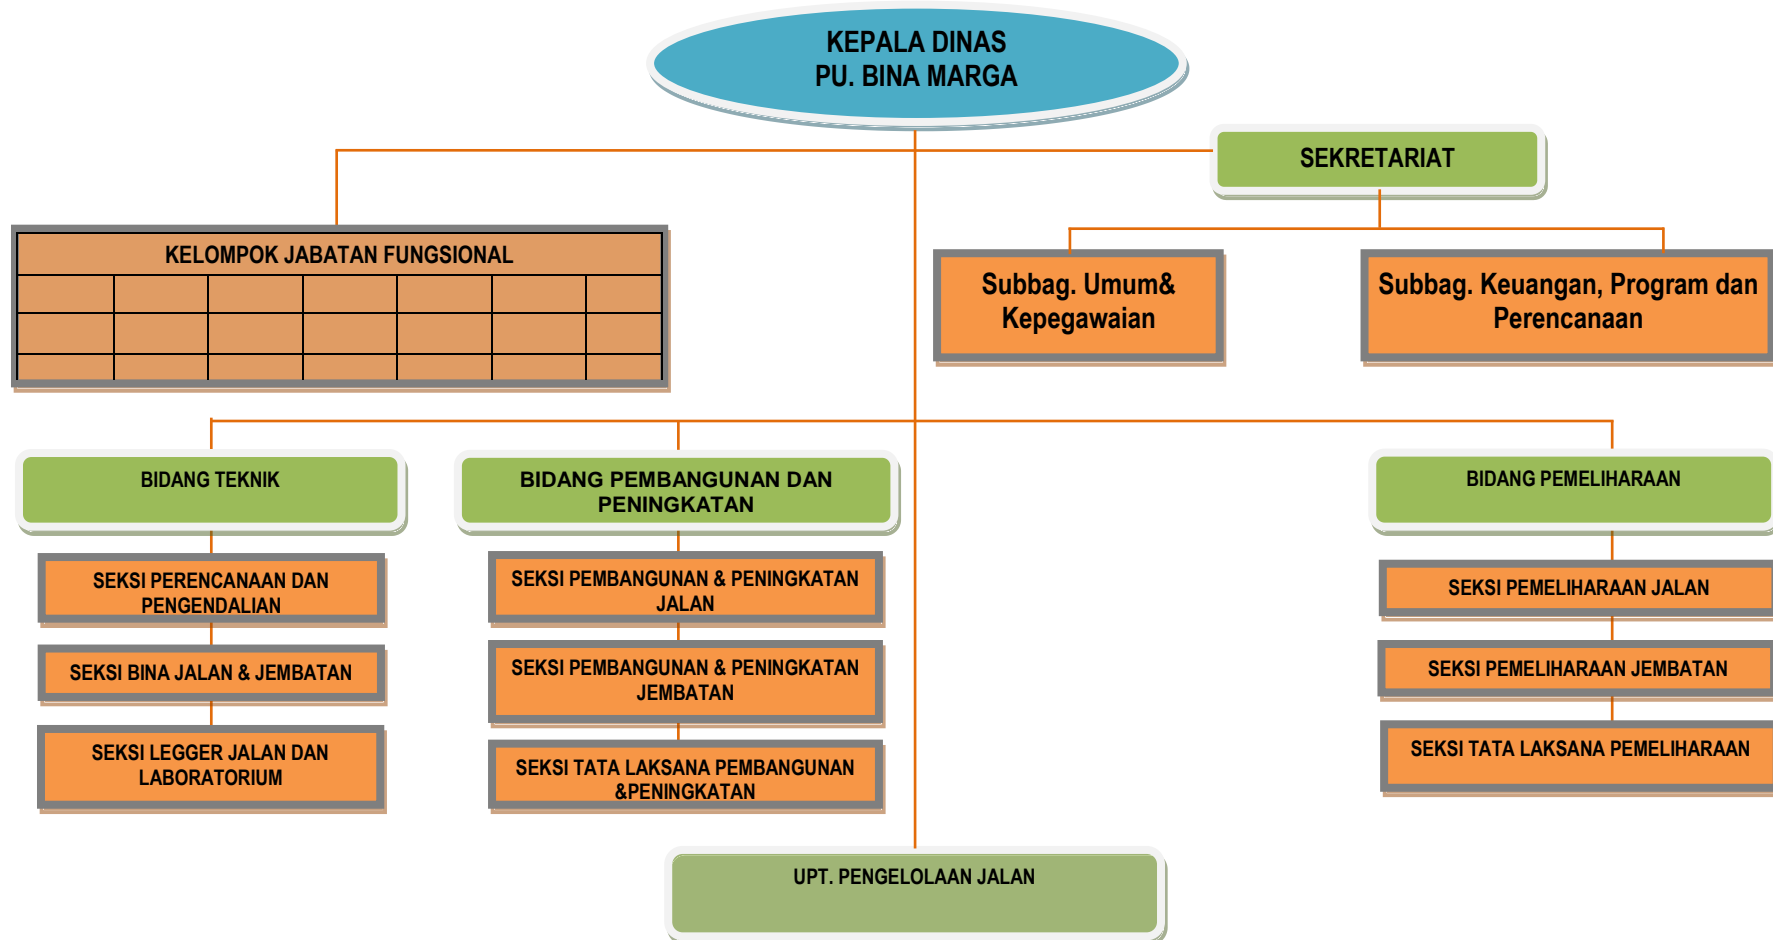 KEPALA DINAS
PU. BINA MARGA
SEKRETARIAT
KELOMPOK JABATAN FUNGSIONAL
Subbag. Umum&
Kepegawaian
Subbag. Keuangan, Program dan
Perencanaan
BIDANG TEKNIK
SEKSI PERENCANAAN DAN
PENGENDALIAN
SEKSI BINA JALAN & JEMBATAN
SEKSI LEGGER JALAN DAN
LABORATORIUM
BIDANG PEMBANGUNAN DAN
PENINGKATAN
SEKSI PEMBANGUNAN & PENINGKATAN
JALAN
SEKSI PEMBANGUNAN & PENINGKATAN
JEMBATAN
SEKSI TATA LAKSANA PEMBANGUNAN
&PENINGKATAN
BIDANG PEMELIHARAAN
SEKSI PEMELIHARAAN JALAN
SEKSI PEMELIHARAAN JEMBATAN
SEKSI TATA LAKSANA PEMELIHARAAN
UPT. PENGELOLAAN JALAN